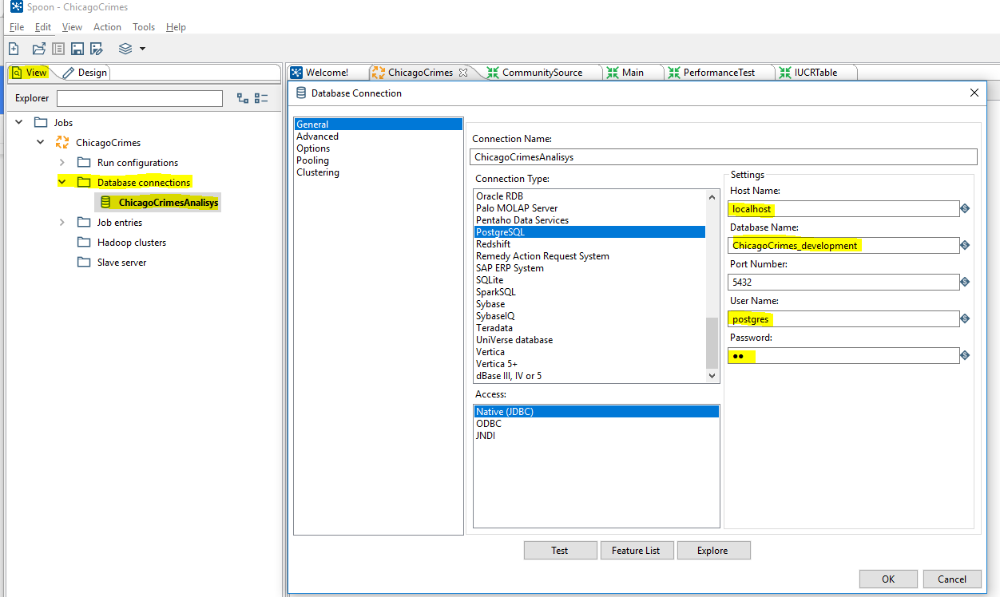 Spoon - ChicagoCrimes
File Edit View Action Tools Help
View Design
Explorer
Jobs
ChicagoCrimes
Run configurations
Database connections
ChicagoCrimesAnalisys
Job entries
Hadoop clusters
Slave server
Welcome! ChicagoCrimes CommunitySource Main PerformanceTest IUCRTable
Database Connection
General
Advanced
Options
Pooling
Clustering
Connection Name:
ChicagoCrimesAnalisys
Connection Type:
Oracle RDB
Palo MOLAP Server
Pentaho Data Services
PostgreSQL
Redshift
Remedy Action Request System
SAP ERP System
SQLite
SparkSQL
Sybase
SybaseIQ
Teradata
UniVerse database
Vertica
Vertica 5+
dBase III, IV or 5
Access:
Native (JDBC)
ODBC
JNDI
Settings
Host Name:
localhost
Database Name:
ChicagoCrimes_development
Port Number:
5432
User Name:
postgres
Password:
●●
Test Feature List Explore
OK Cancel